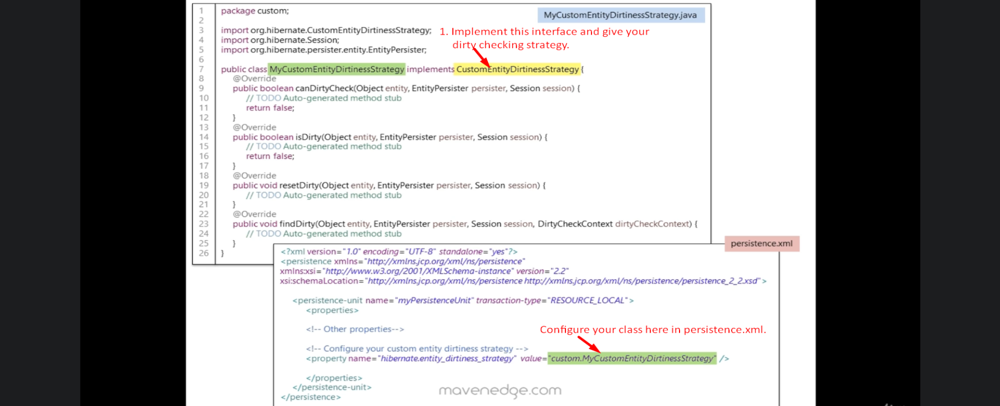 1 package custom;
MyCustomEntityDirtinessStrategy.java
2
3 import org.hibernate.CustomEntityDirtinessStrategy;
1. Implement this interface and give your
dirty checking strategy.
4 import org.hibernate.Session;
5 import org.hibernate.persister.entity.EntityPersister;
6
7 public class MyCustomEntityDirtinessStrategy implements CustomEntityDirtinessStrategy {
8 @Override
9 public boolean canDirtyCheck(Object entity, EntityPersister persister, Session session) {
10 // TODO Auto-generated method stub
11 return false;
12 }
13 @Override
14 public boolean isDirty(Object entity, EntityPersister persister, Session session) {
15 // TODO Auto-generated method stub
16 return false;
17 }
18 @Override
19 public void resetDirty(Object entity, EntityPersister persister, Session session) {
20 // TODO Auto-generated method stub
21 }
22 @Override
23 public void findDirty(Object entity, EntityPersister persister, Session session, DirtyCheckContext dirtyCheckContext) {
24 // TODO Auto-generated method stub
25 }
26 }
persistence.xml
<?xml version="1.0" encoding="UTF-8" standalone="yes"?>
<persistence xmlns="http://xmlns.jcp.org/xml/ns/persistence"
xmlns:xsi="http://www.w3.org/2001/XMLSchema-instance" version="2.2"
xsi:schemaLocation="http://xmlns.jcp.org/xml/ns/persistence http://xmlns.jcp.org/xml/ns/persistence/persistence_2_2.xsd">
<persistence-unit name="myPersistenceUnit" transaction-type="RESOURCE_LOCAL">
<properties>
<!-- Other properties-->
Configure your class here in persistence.xml.
<!-- Configure your custom entity dirtiness strategy -->
<property name="hibernate.entity_dirtiness_strategy" value="custom.MyCustomEntityDirtinessStrategy" />
</properties>
</persistence-unit>
</persistence>
mavenedge.com